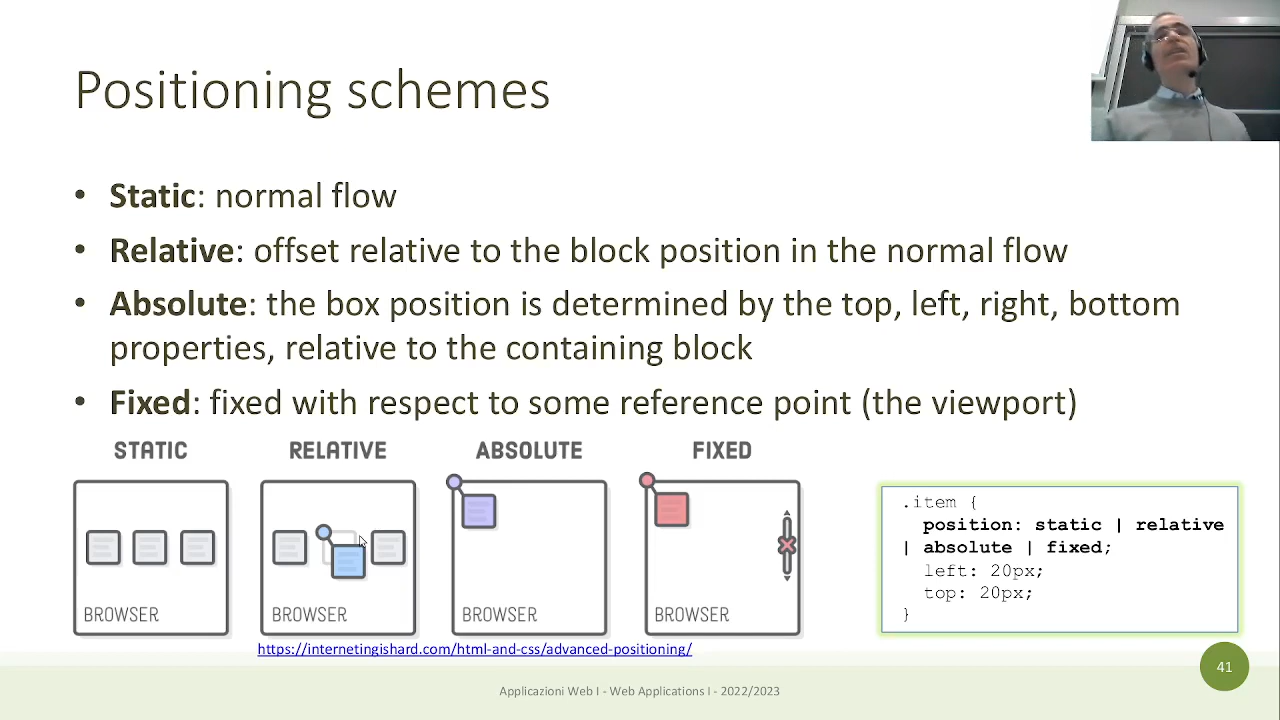 Positioning schemes
• Static: normal flow
• Relative: offset relative to the block position in the normal flow
• Absolute: the box position is determined by the top, left, right, bottom
properties, relative to the containing block
• Fixed: fixed with respect to some reference point (the viewport)
STATIC RELATIVE ABSOLUTE FIXED
BROWSER BROWSER BROWSER BROWSER
.item {
position: static | relative
| absolute | fixed;
left: 20px;
top: 20px;
}
https://internetingishard.com/html-and-css/advanced-positioning/
Applicazioni Web I - Web Applications I - 2022/2023
41